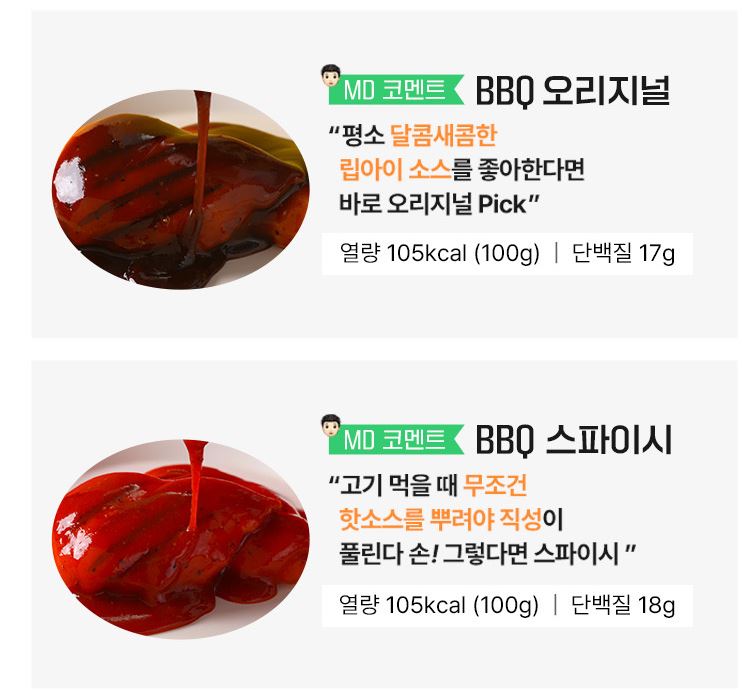 MD 코멘트 BBQ 오리지널
“평소 달콤새콤한
립아이 소스를 좋아한다면
바로 오리지널 Pick”
열량 105kcal (100g) | 단백질 17g
MD 코멘트 BBQ 스파이시
“고기 먹을 때 무조건
핫소스를 뿌려야 직성이
풀린다 손! 그렇다면 스파이시 ”
열량 105kcal (100g) | 단백질 18g